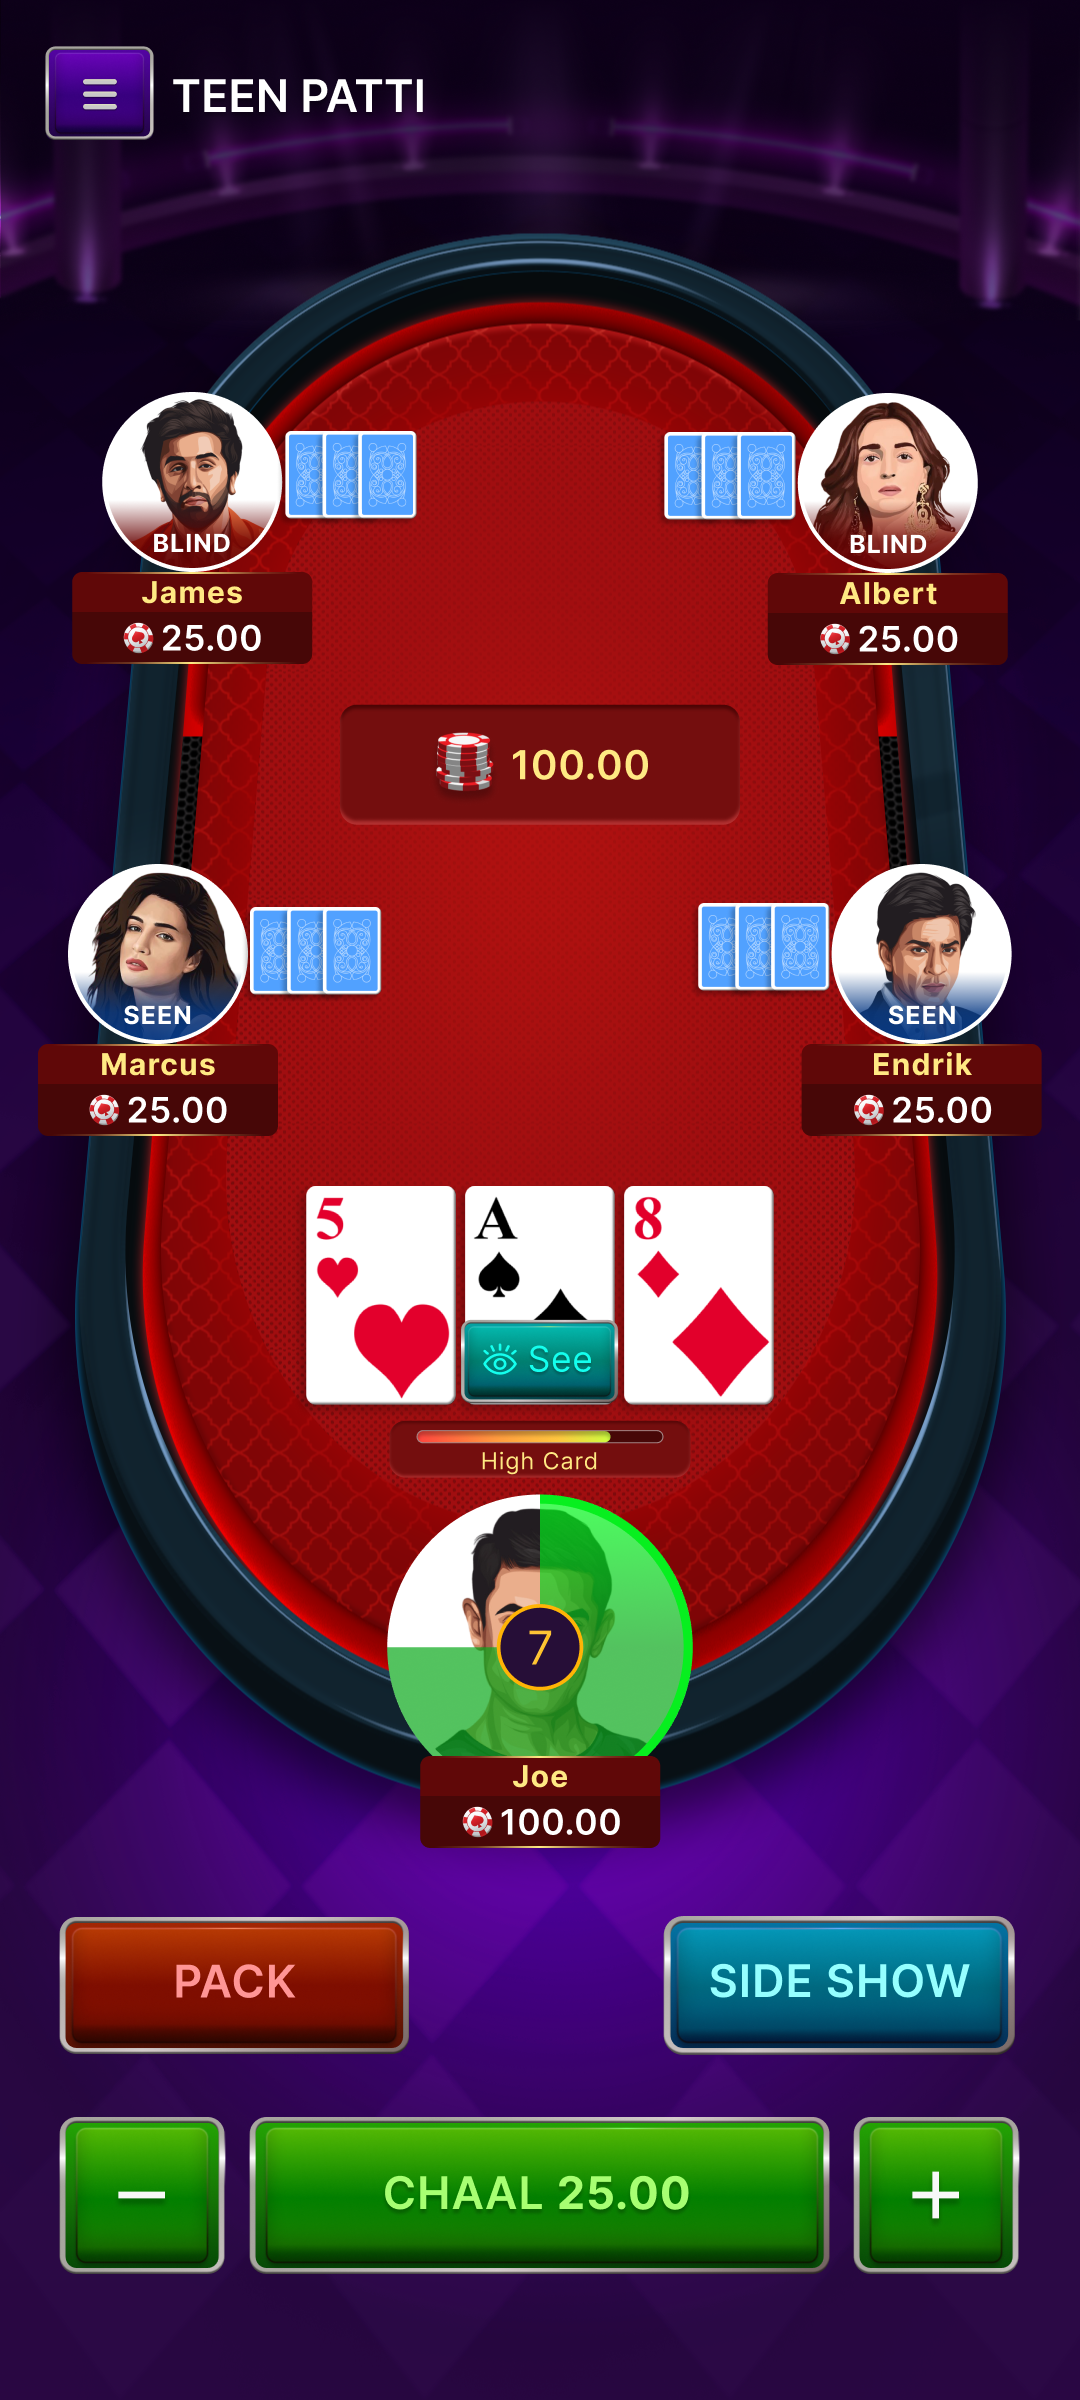 TEEN PATTI
BLIND
James
25.00
BLIND
Albert
25.00
100.00
SEEN
Marcus
25.00
SEEN
Endrik
25.00
5
A
8
See
High Card
7
Joe
100.00
PACK
SIDE SHOW
−
CHAAL 25.00
+